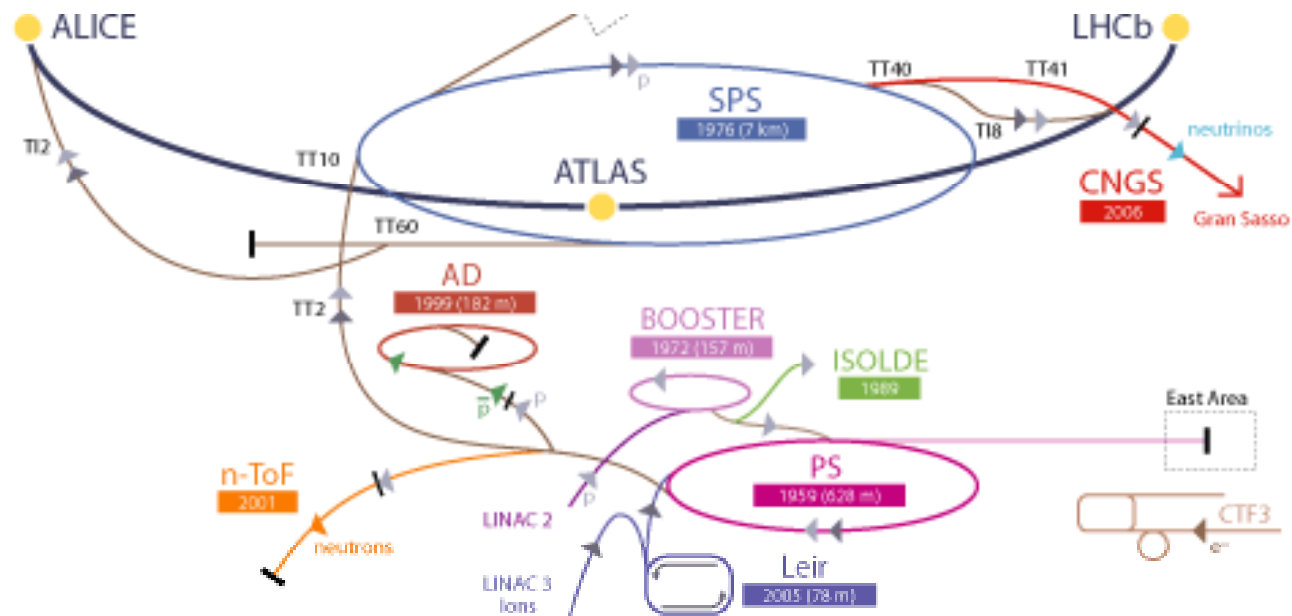 ALICE
LHCb
TT40
TT41
p
SPS
1976 (7 km)
TI8
neutrinos
TI2
TT10
ATLAS
CNGS
2006
Gran Sasso
TT60
AD
1999 (182 m)
TT2
BOOSTER
1972 (157 m)
ISOLDE
1989
East Area
p̅
p
n-ToF
2001
PS
1959 (628 m)
p
LINAC 2
CTF3
e⁻
neutrons
LINAC 3
Ions
Leir
2005 (78 m)